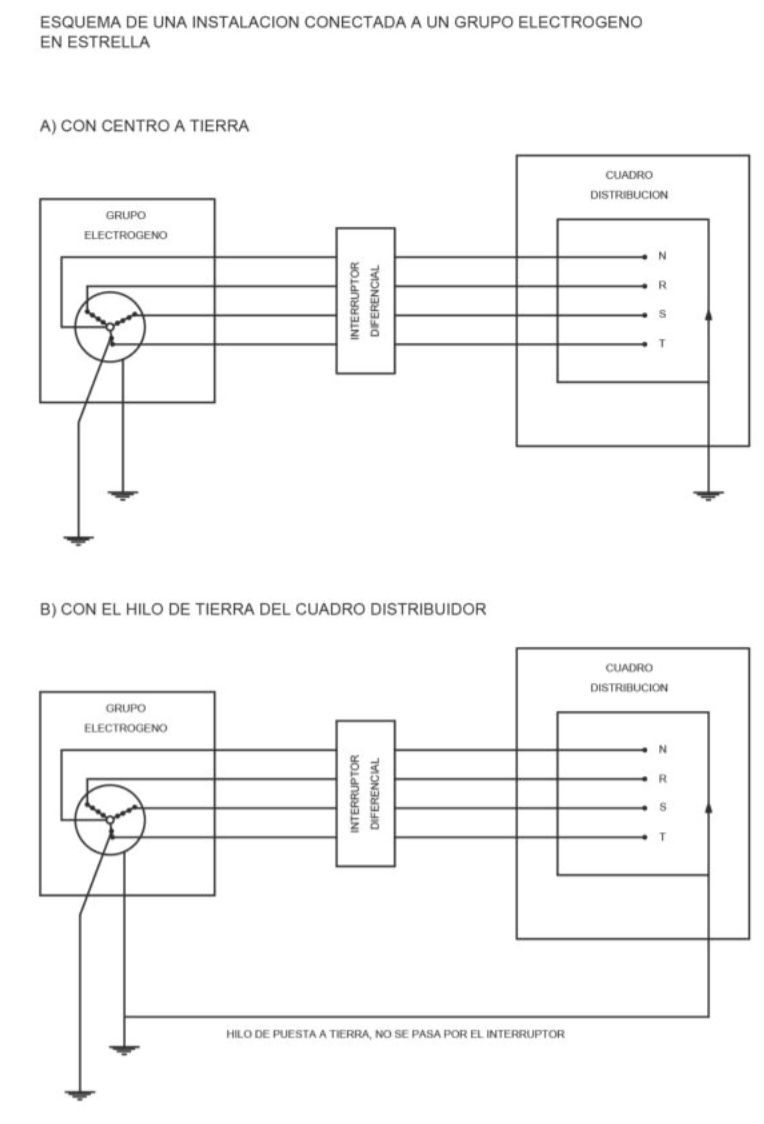 ESQUEMA DE UNA INSTALACION CONECTADA A UN GRUPO ELECTROGENO
EN ESTRELLA
A) CON CENTRO A TIERRA
GRUPO
ELECTROGENO
INTERRUPTOR
DIFERENCIAL
CUADRO
DISTRIBUCION
N
R
S
T
B) CON EL HILO DE TIERRA DEL CUADRO DISTRIBUIDOR
GRUPO
ELECTROGENO
INTERRUPTOR
DIFERENCIAL
CUADRO
DISTRIBUCION
N
R
S
T
HILO DE PUESTA A TIERRA, NO SE PASA POR EL INTERRUPTOR